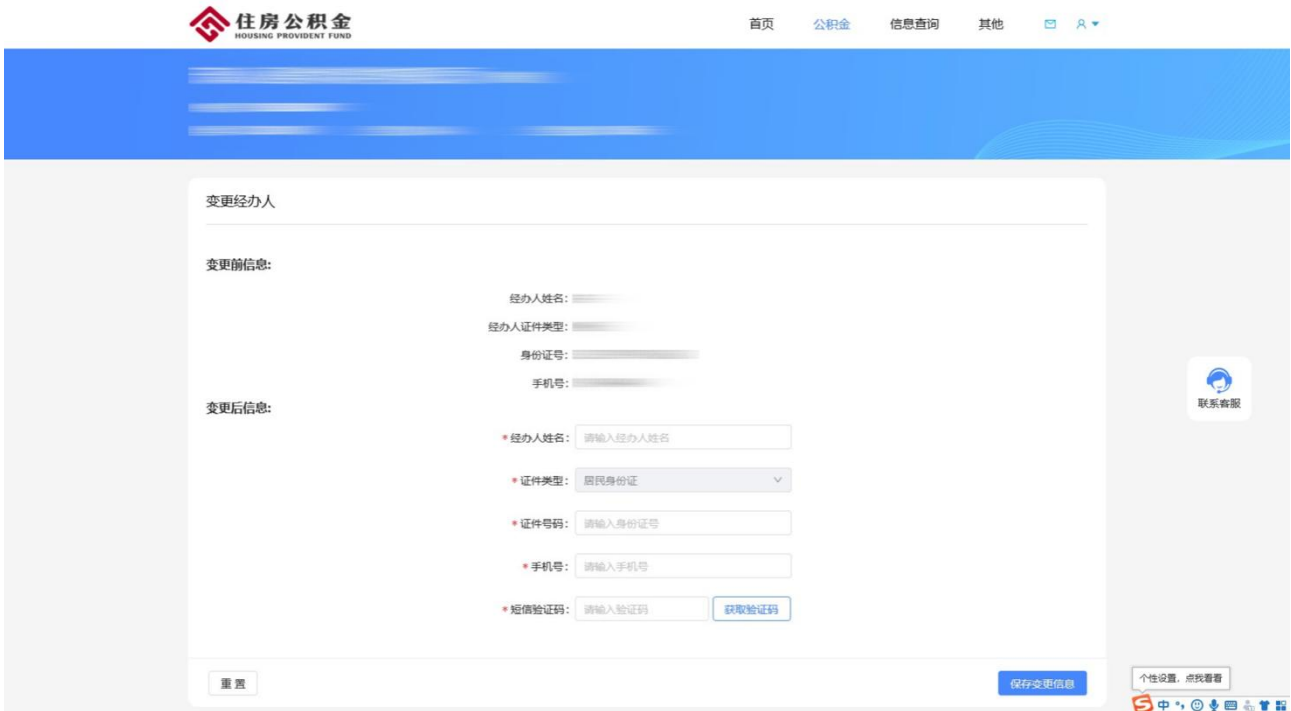 住房公积金
HOUSING PROVIDENT FUND
首页 公积金 信息查询 其他
变更经办人
变更前信息:
经办人姓名:
经办人证件类型:
身份证号:
手机号:
变更后信息:
* 经办人姓名: 请输入经办人姓名
* 证件类型: 居民身份证
* 证件号码: 请输入身份证号
* 手机号: 请输入手机号
* 短信验证码: 请输入验证码 获取验证码
重置 保存变更信息
联系客服
个性设置，点我看看
中